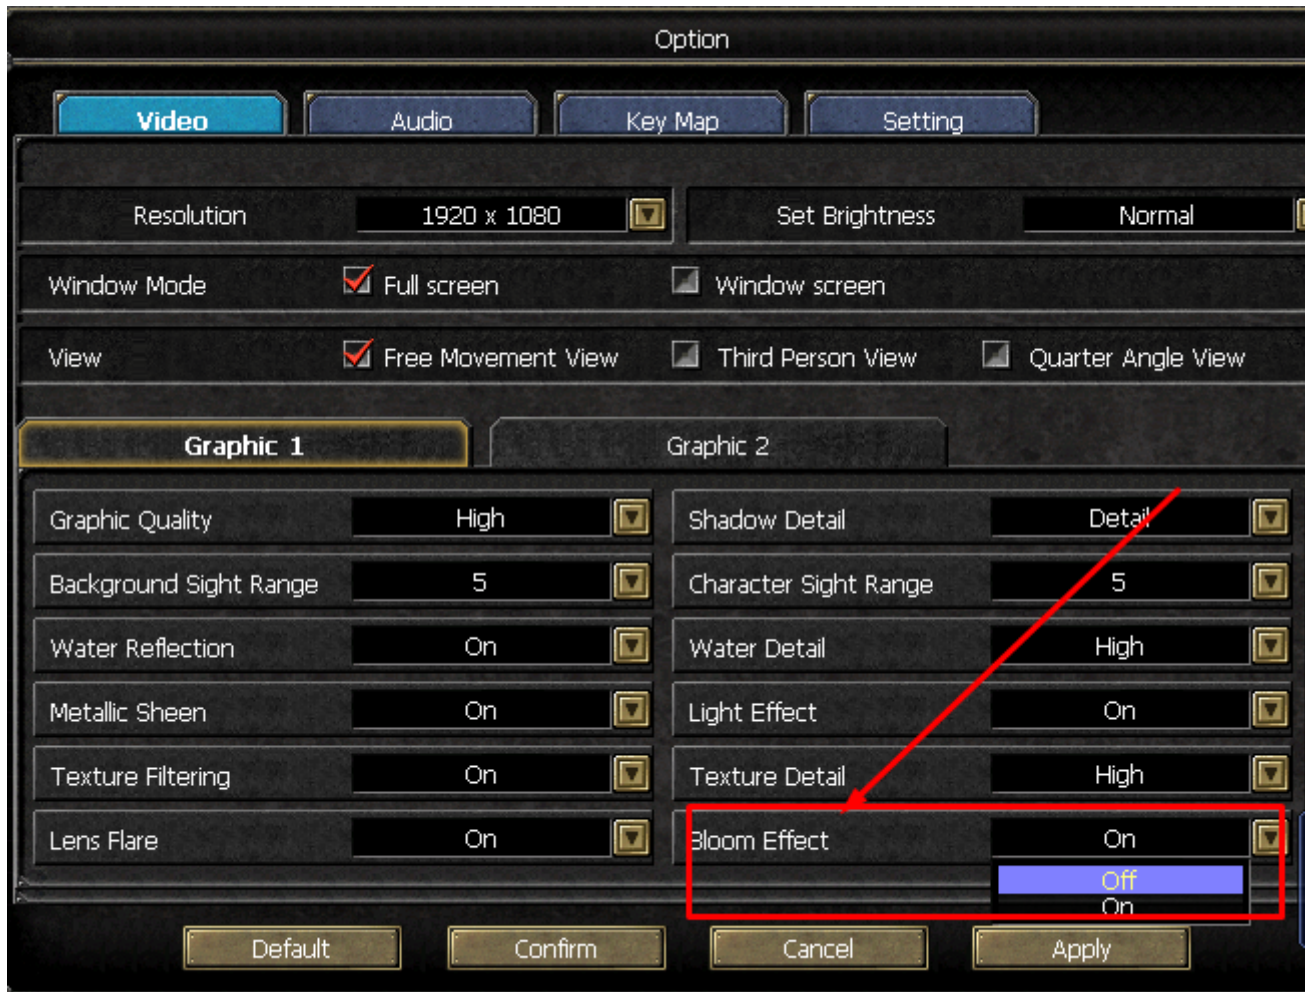 Option
Video Audio Key Map Setting
Resolution 1920 x 1080 Set Brightness Normal
Window Mode Full screen Window screen
View Free Movement View Third Person View Quarter Angle View
Graphic 1 Graphic 2
Graphic Quality High Shadow Detail Detail
Background Sight Range 5 Character Sight Range 5
Water Reflection On Water Detail High
Metallic Sheen On Light Effect On
Texture Filtering On Texture Detail High
Lens Flare On Bloom Effect On
Off
On
Default Confirm Cancel Apply